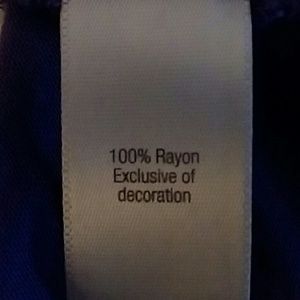 100% Rayon
Exclusive of
decoration